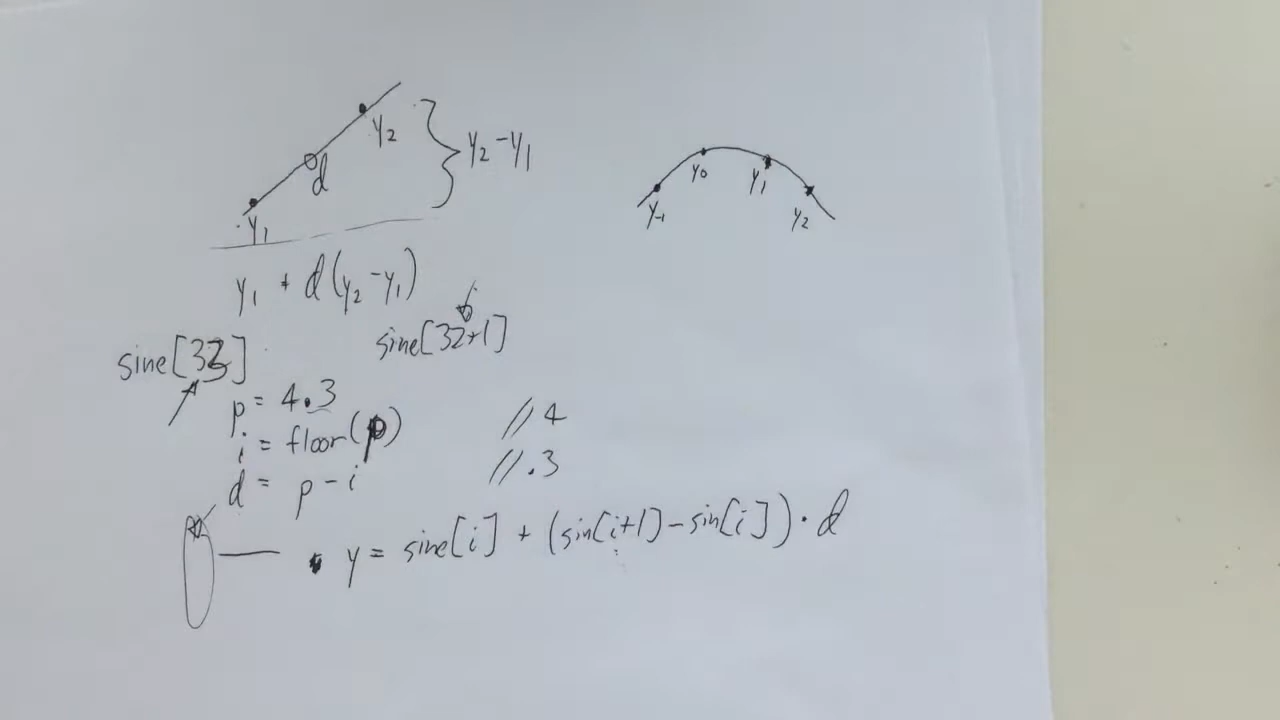 y₂
y₂ - y₁
d
y₀
y₁
y₋₁
y₂
y₁
y₁ + d(y₂ - y₁)
sine[32+1]
sine[33]
p = 4.3
i = floor(p) // 4
d = p - i // .3
y = sine[i] + (sin[i+1] - sin[i]) · d